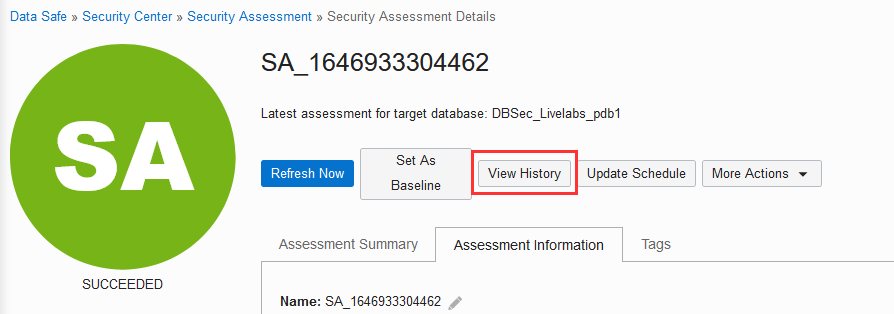 Data Safe » Security Center » Security Assessment » Security Assessment Details
SA
SUCCEEDED
SA_1646933304462
Latest assessment for target database: DBSec_Livelabs_pdb1
Refresh Now
Set As
Baseline
View History
Update Schedule
More Actions
Assessment Summary
Assessment Information
Tags
Name: SA_1646933304462